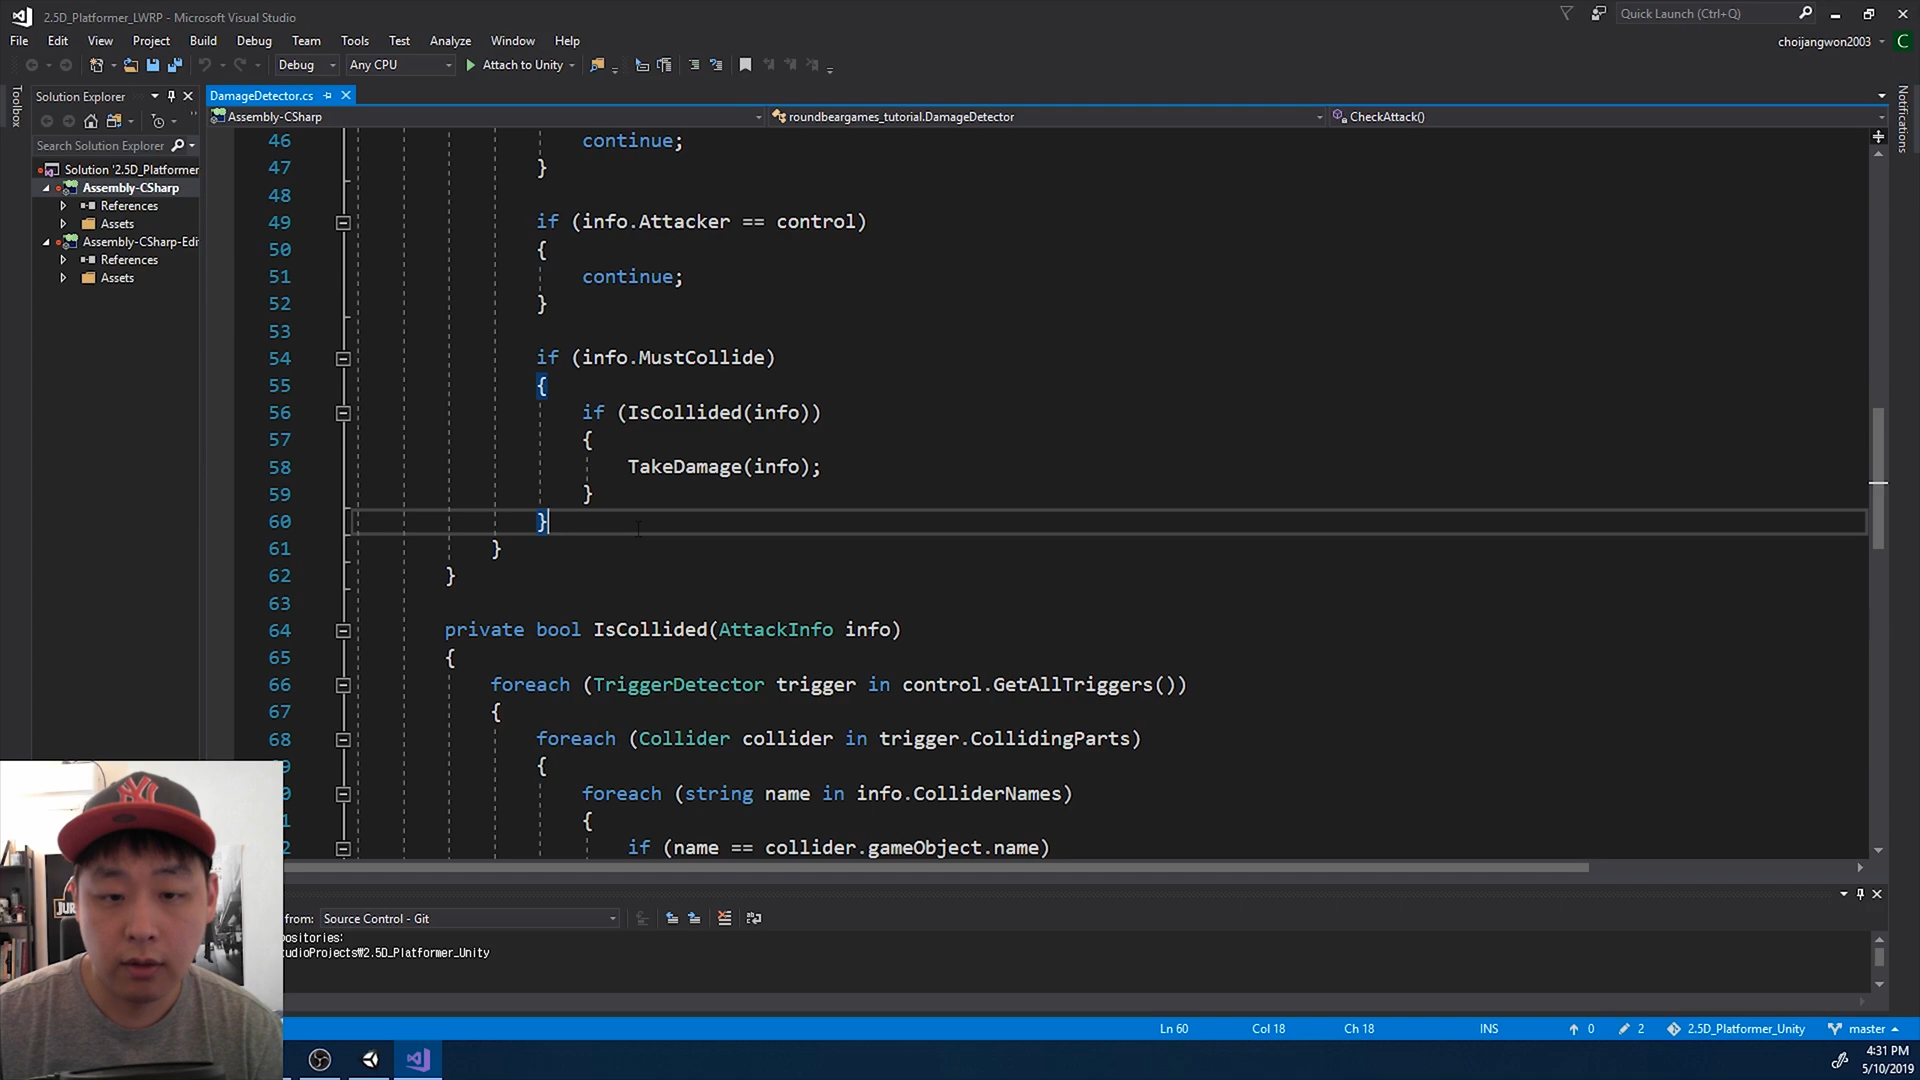 2.5D_Platformer_LWRP - Microsoft Visual Studio
Quick Launch (Ctrl+Q)
File Edit View Project Build Debug Team Tools Test Analyze Window Help
choijangwon2003 C
Debug Any CPU Attach to Unity
Toolbox
Solution Explorer
DamageDetector.cs
Notifications
Assembly-CSharp roundbeargames_tutorial.DamageDetector CheckAttack()
Search Solution Explorer
Solution '2.5D_Platformer
Assembly-CSharp
References
Assets
Assembly-CSharp-Edi
References
Assets
46 continue;
47 }
48
49 if (info.Attacker == control)
50 {
51 continue;
52 }
53
54 if (info.MustCollide)
55 {
56 if (IsCollided(info))
57 {
58 TakeDamage(info);
59 }
60 }
61 }
62 }
63
64 private bool IsCollided(AttackInfo info)
65 {
66 foreach (TriggerDetector trigger in control.GetAllTriggers())
67 {
68 foreach (Collider collider in trigger.CollidingParts)
9 {
0 foreach (string name in info.ColliderNames)
1 {
2 if (name == collider.gameObject.name)
from: Source Control - Git
positories:
tudioProjects₩2.5D_Platformer_Unity
Ln 60 Col 18 Ch 18 INS 0 2 2.5D_Platformer_Unity master
4:31 PM
5/10/2019